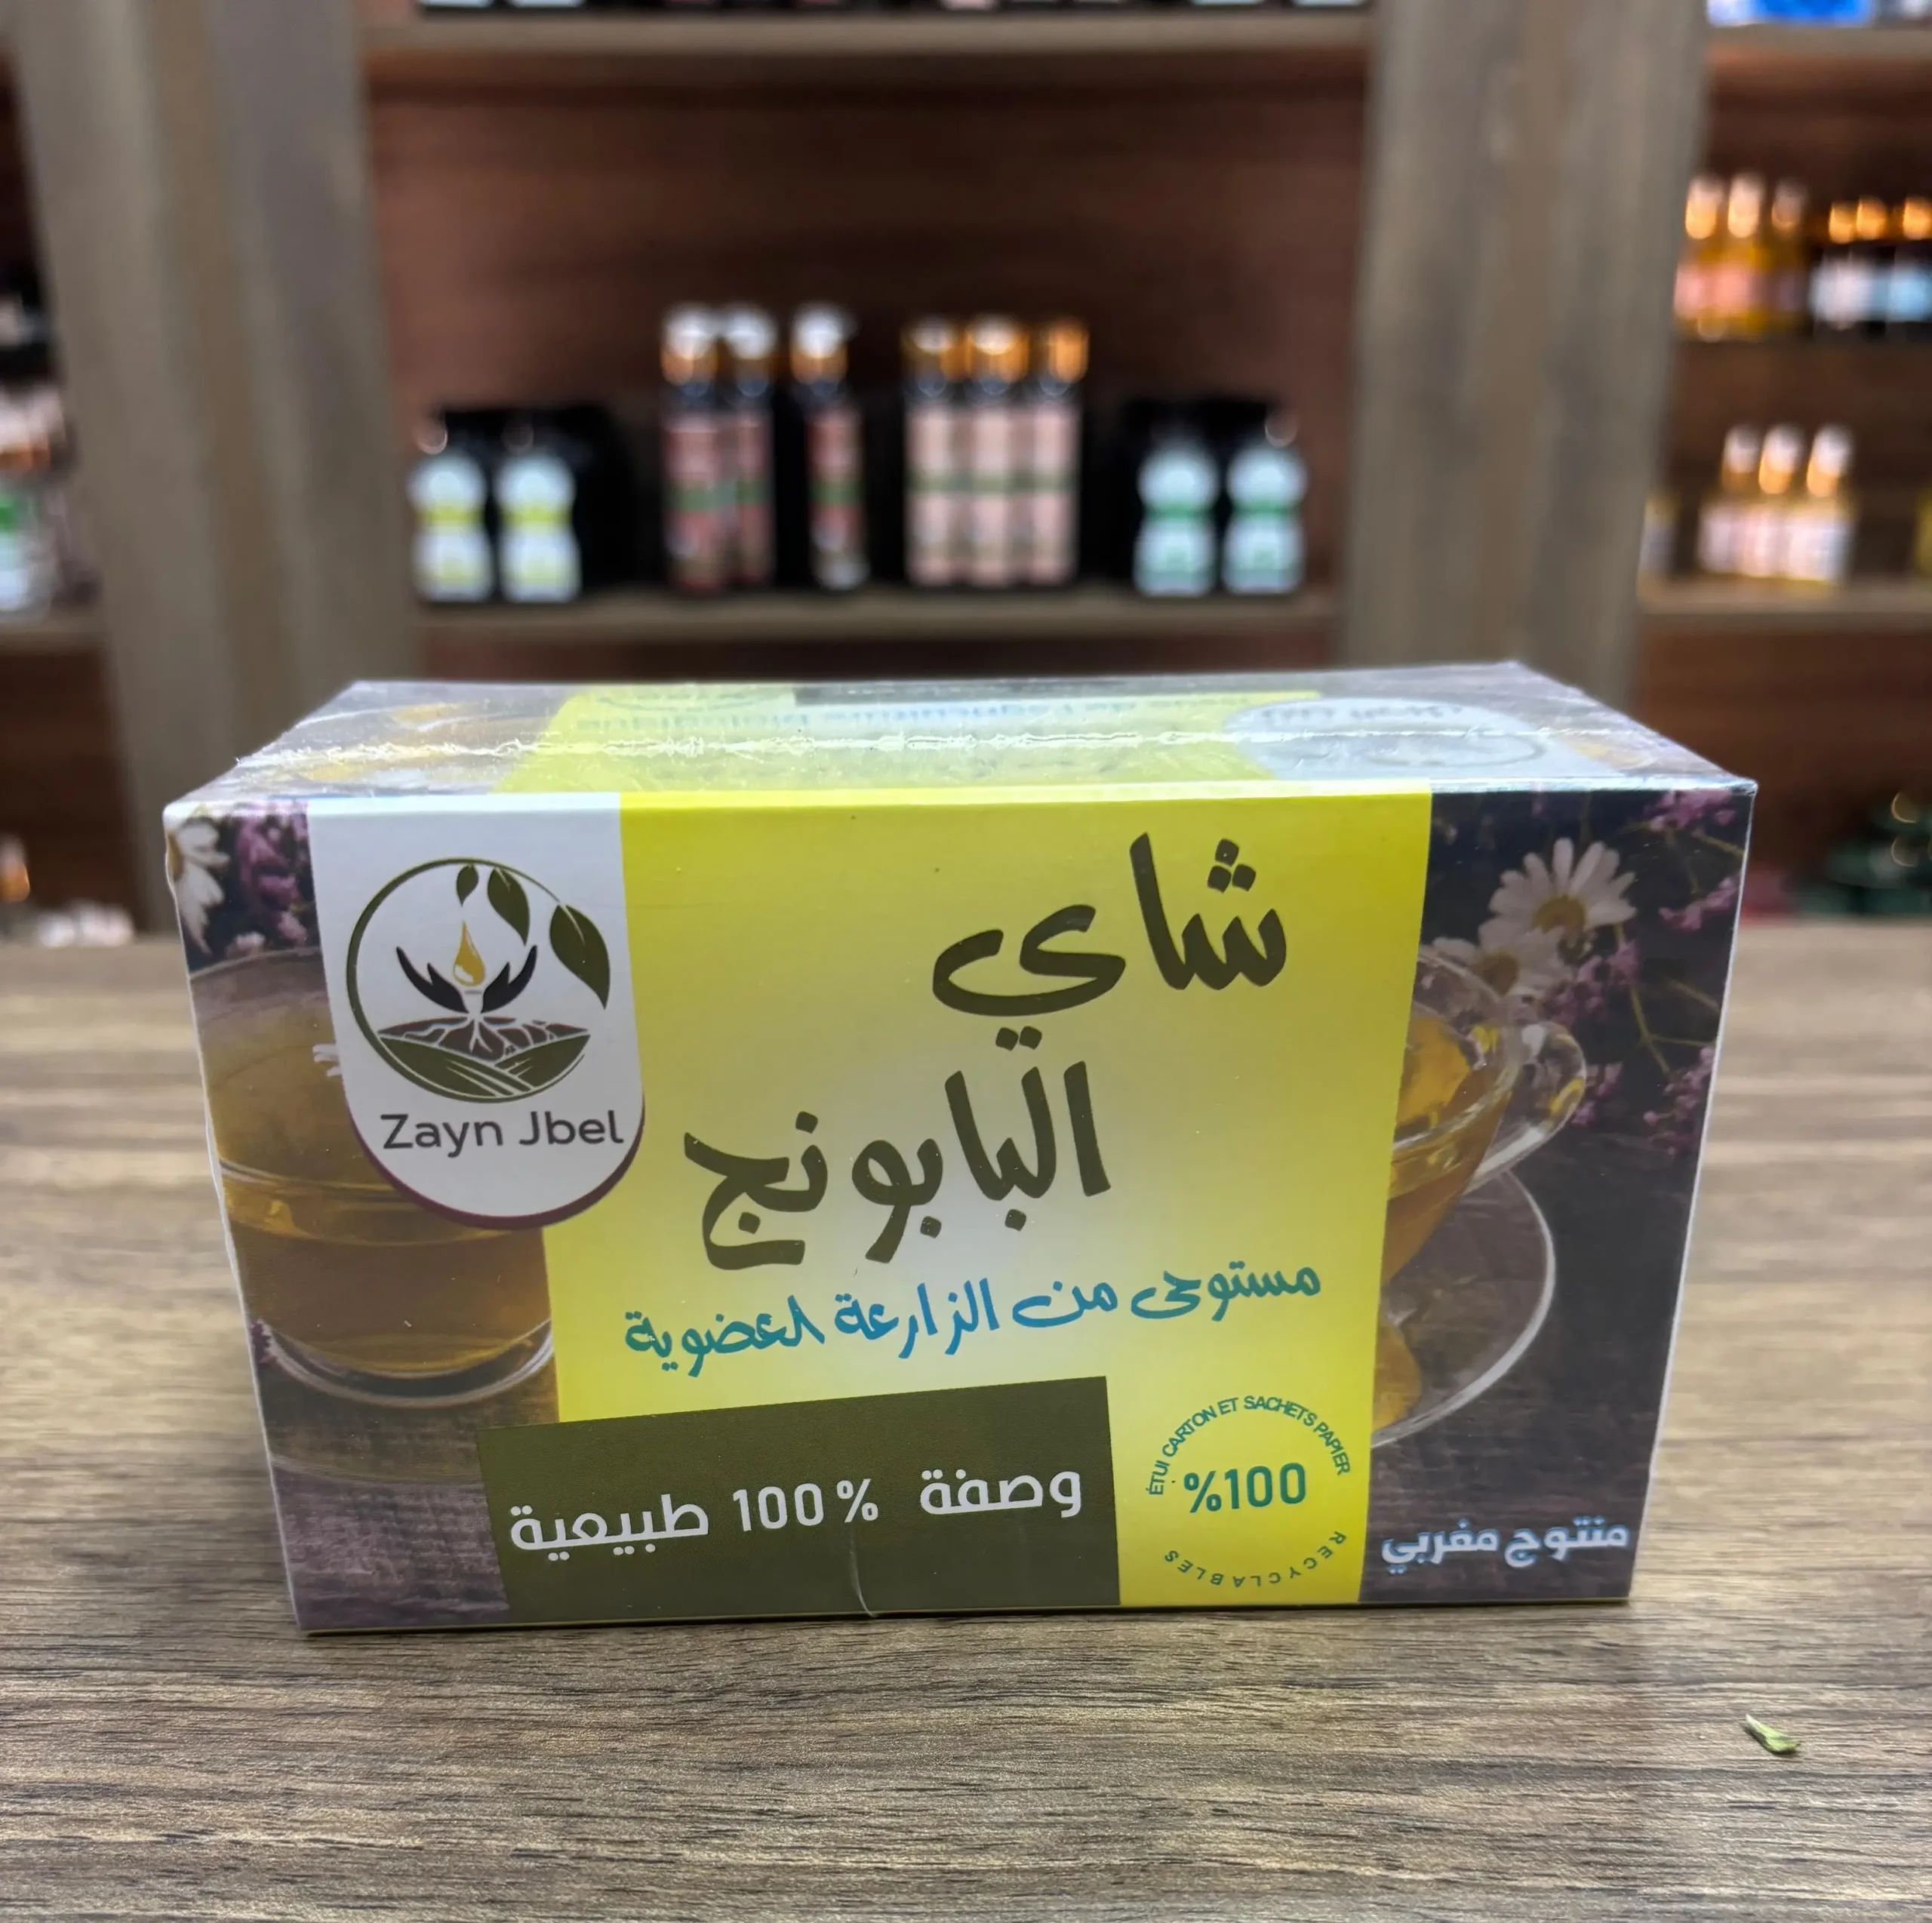 Zayn Jbel
شاي
البابونج
مستوحى من الزارعة العضوية
وصفة 100% طبيعية
ÉTUI CARTON ET SACHETS PAPIER
%100
RECYCLABLES
منتوج مغربي